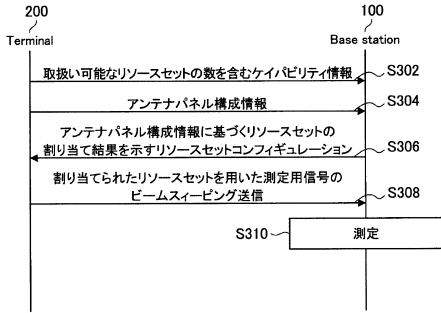 200
Terminal
100
Base station
取扱い可能なリソースセットの数を含むケイパビリティ情報
S302
アンテナパネル構成情報
S304
アンテナパネル構成情報に基づくリソースセットの
割り当て結果を示すリソースセットコンフィギュレーション
S306
割り当てられたリソースセットを用いた測定用信号の
ビームスィーピング送信
S308
S310
測定